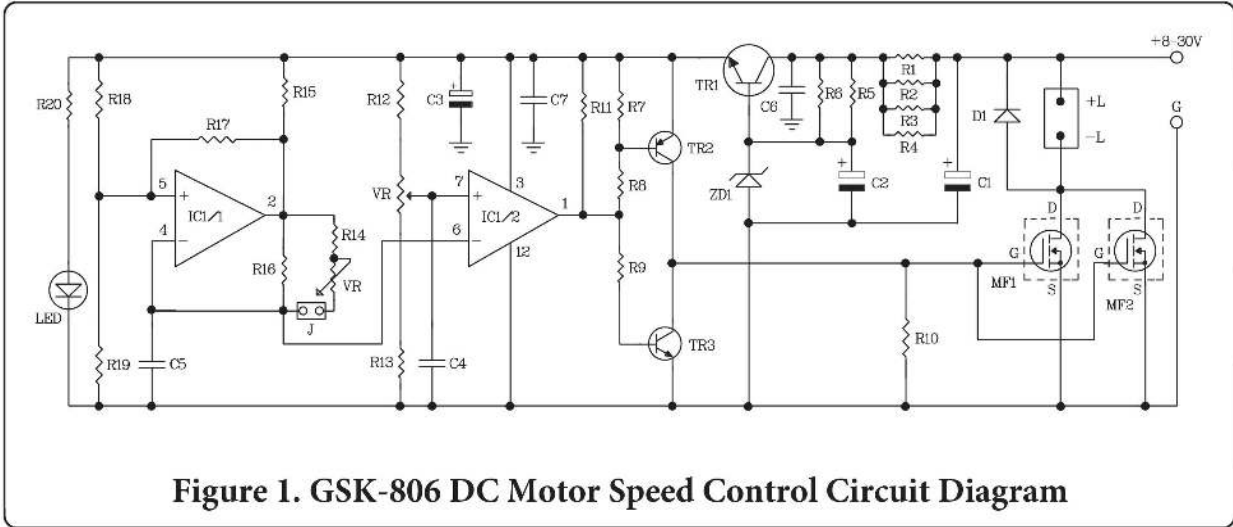 +8-30V
R1
R15
TR1
R18
R12
C3
C7
R11
R7
C6
R6
R5
R2
+L
G
R20
R3
D1
R17
R4
-L
TR2
5
+
2
VR
7
+
3
R8
ZD1
+
C2
+
C1
IC1/1
IC1/2
1
D
D
4
-
R14
6
-
12
R16
R9
G
G
VR
MF1
S
S
MF2
LED
J
R19
C5
R13
C4
TR3
R10
Figure 1. GSK-806 DC Motor Speed Control Circuit Diagram